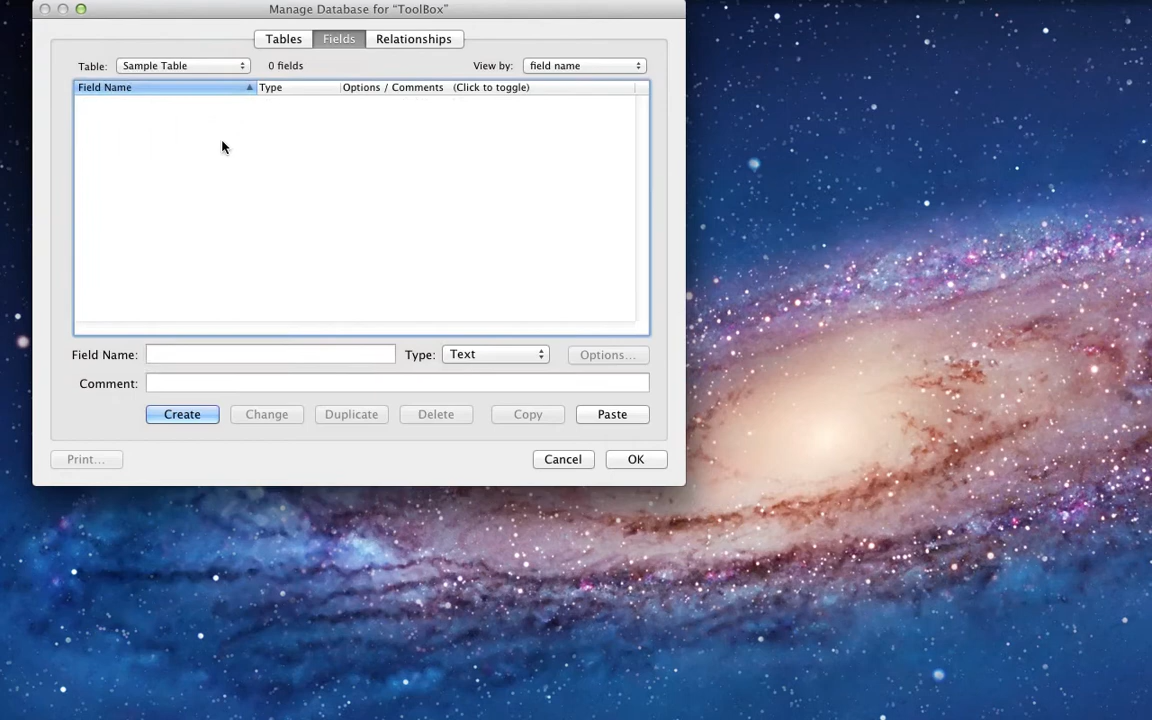 Manage Database for “ToolBox”
Tables Fields Relationships
Table: Sample Table 0 fields View by: field name
Field Name Type Options / Comments (Click to toggle)
Field Name: Type: Text Options...
Comment:
Create Change Duplicate Delete Copy Paste
Print... Cancel OK